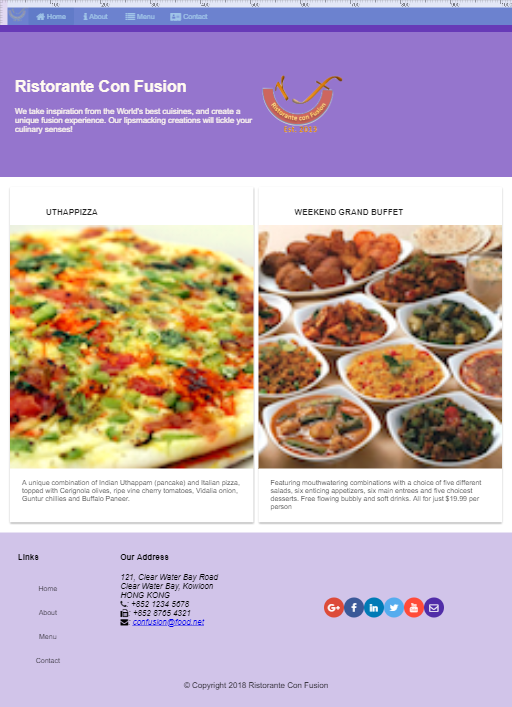 Home About Menu Contact
Ristorante Con Fusion
We take inspiration from the World's best cuisines, and create a
unique fusion experience. Our lipsmacking creations will tickle your
culinary senses!
Ristorante con Fusion
UTHAPPIZZA
WEEKEND GRAND BUFFET
A unique combination of Indian Uthappam (pancake) and Italian pizza,
topped with Cerignola olives, ripe vine cherry tomatoes, Vidalia onion,
Guntur chillies and Buffalo Paneer.
Featuring mouthwatering combinations with a choice of five different
salads, six enticing appetizers, six main entrees and five choicest
desserts. Free flowing bubbly and soft drinks. All for just $19.99 per
person
Links
Home
About
Menu
Contact
Our Address
121, Clear Water Bay Road
Clear Water Bay, Kowloon
HONG KONG
: +852 1234 5678
: +852 8765 4321
: confusion@food.net
© Copyright 2018 Ristorante Con Fusion